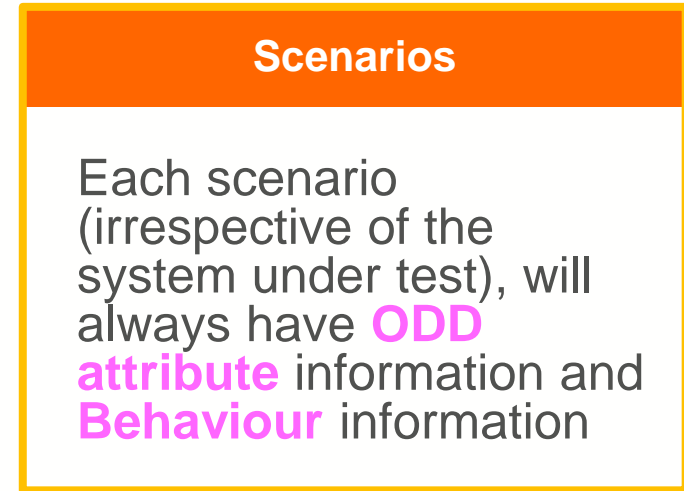 Scenarios
Each scenario
(irrespective of the
system under test), will
always have ODD
attribute information and
Behaviour information